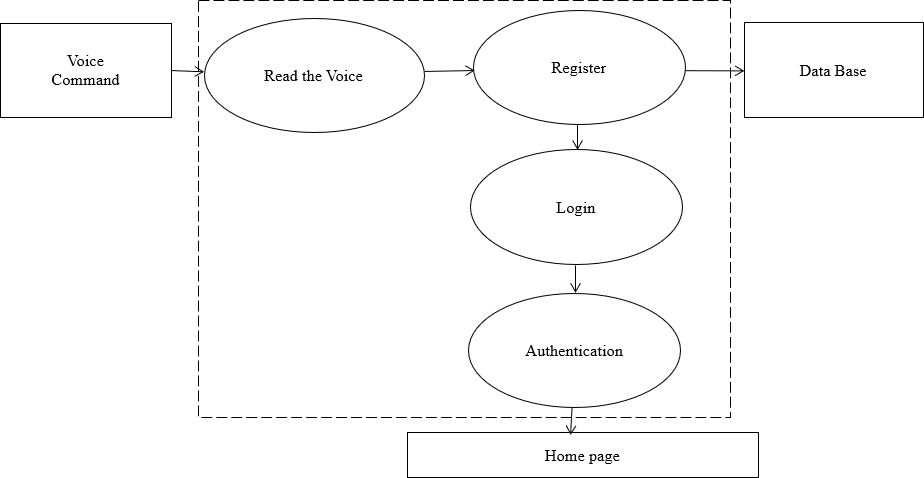 Voice
Command
Read the Voice
Register
Data Base
Login
Authentication
Home page